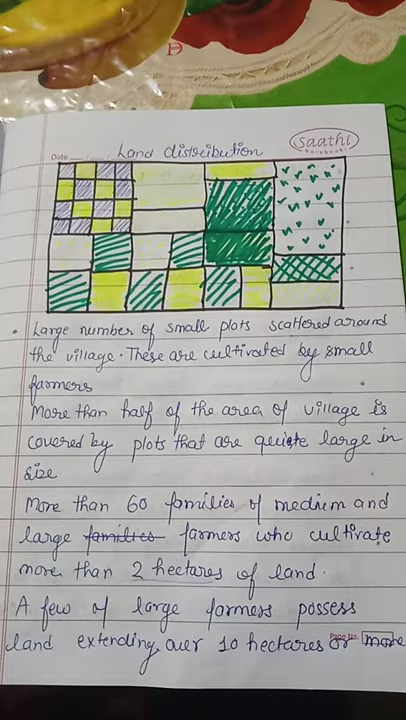 saathi
Notebooks
Date
Land distribution
• Large number of small plots scattered around
the village. These are cultivated by small
farmers
More than half of the area of village is
covered by plots that are quiete large in
size
More than 60 families of medium and
large families farmers who cultivate
more than 2 hectares of land.
A few of large farmers possess
Page No.
land extending over 10 hectares or more